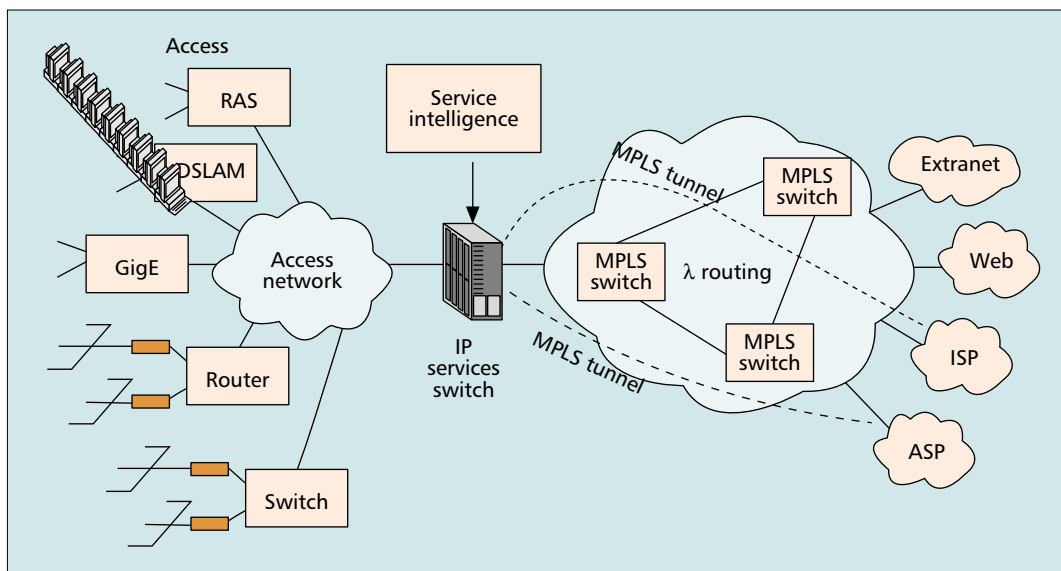 Access
RAS
DSLAM
GigE
Router
Switch
Access
network
Service
intelligence
IP
services
switch
MPLS tunnel
MPLS tunnel
MPLS
switch
MPLS
switch
λ routing
MPLS
switch
Extranet
Web
ISP
ASP